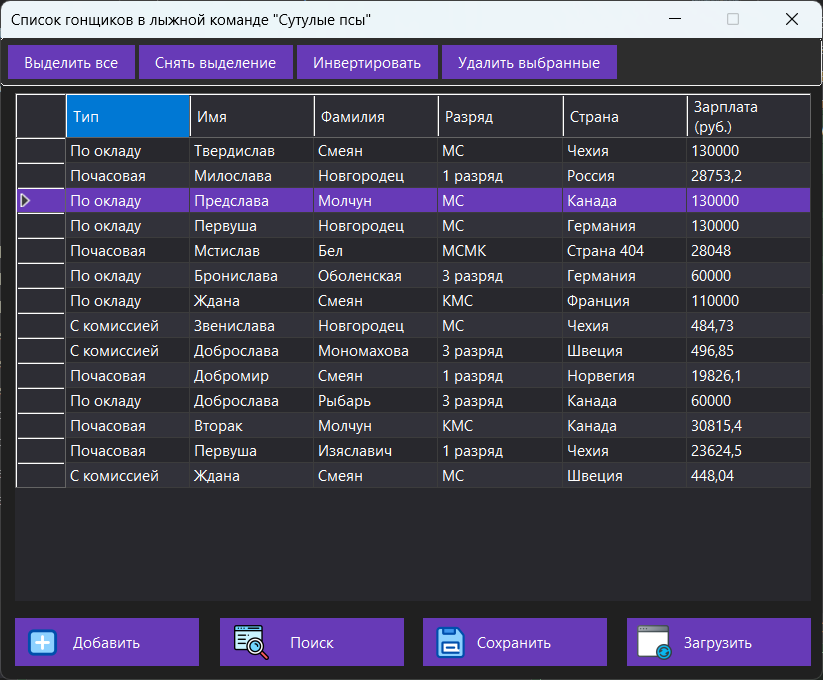 Список гонщиков в лыжной команде "Сутулые псы"
Выделить все Снять выделение Инвертировать Удалить выбранные
Тип Имя Фамилия Разряд Страна Зарплата (руб.)
По окладу Твердислав Смеян МС Чехия 130000
Почасовая Милослава Новгородец 1 разряд Россия 28753,2
По окладу Предслава Молчун МС Канада 130000
По окладу Первуша Новгородец МС Германия 130000
Почасовая Мстислав Бел МСМК Страна 404 28048
По окладу Бронислава Оболенская 3 разряд Германия 60000
По окладу Ждана Смеян КМС Франция 110000
С комиссией Звенислава Новгородец МС Чехия 484,73
С комиссией Доброслава Мономахова 3 разряд Швеция 496,85
Почасовая Добромир Смеян 1 разряд Норвегия 19826,1
По окладу Доброслава Рыбарь 3 разряд Канада 60000
Почасовая Вторак Молчун КМС Канада 30815,4
Почасовая Первуша Изяславич 1 разряд Чехия 23624,5
С комиссией Ждана Смеян МС Швеция 448,04
Добавить Поиск Сохранить Загрузить